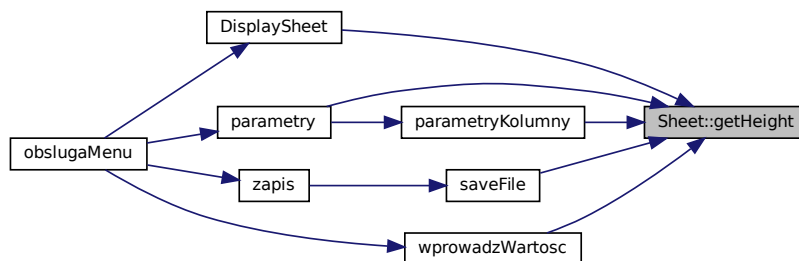 DisplaySheet
parametry
parametryKolumny
Sheet::getHeight
obslugaMenu
zapis
saveFile
wprowadzWartosc